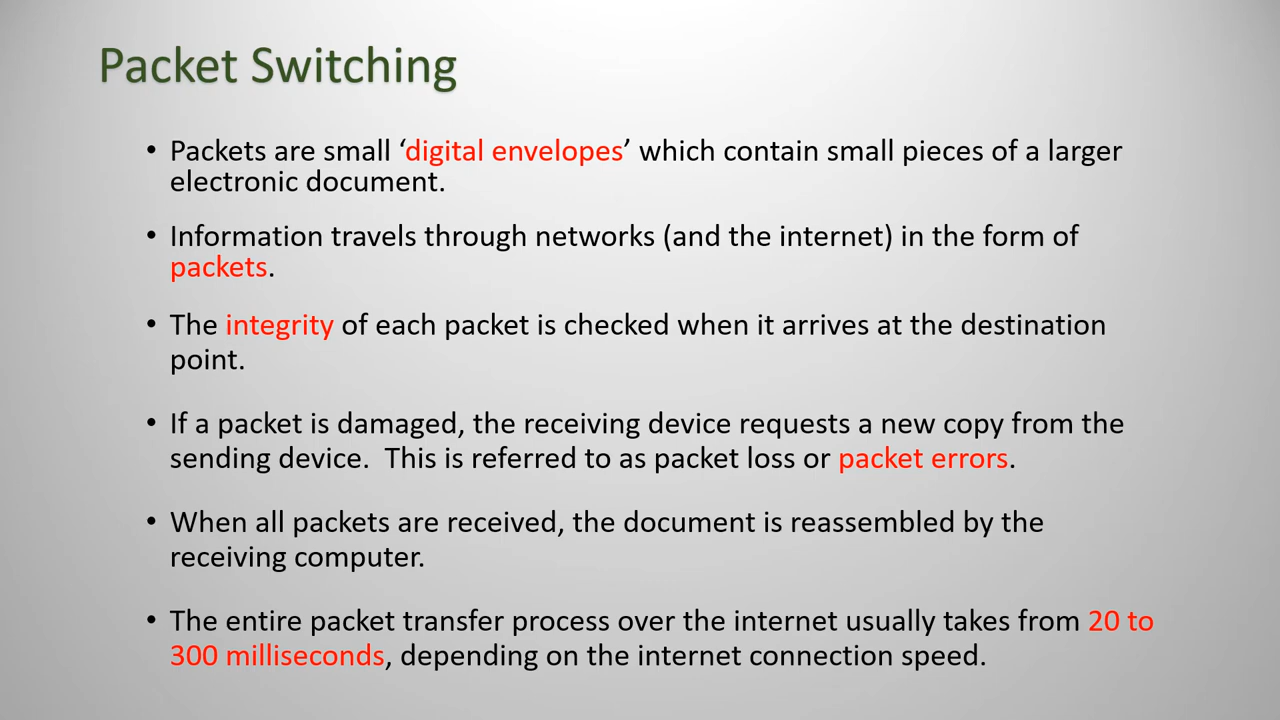 Packet Switching
• Packets are small ‘digital envelopes’ which contain small pieces of a larger
electronic document.
• Information travels through networks (and the internet) in the form of
packets.
• The integrity of each packet is checked when it arrives at the destination
point.
• If a packet is damaged, the receiving device requests a new copy from the
sending device.  This is referred to as packet loss or packet errors.
• When all packets are received, the document is reassembled by the
receiving computer.
• The entire packet transfer process over the internet usually takes from 20 to
300 milliseconds, depending on the internet connection speed.